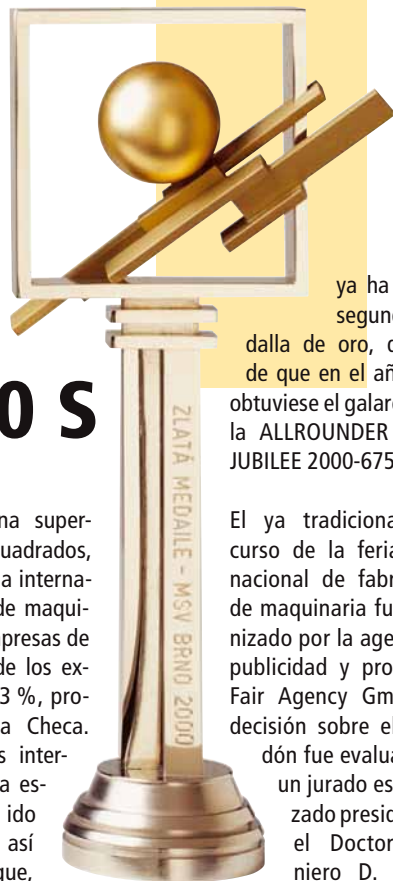 0 S
na super-
uadrados,
a interna-
de maqui-
mpresas de
de los ex-
3 %, pro-
a Checa.
s inter-
a es-
ido
así
que,
ZLATÁ MEDAILE - MSV BRNO 2000
ya ha
segund
dalla de oro, d
de que en el añ
obtuviese el galard
la ALLROUNDER
JUBILEE 2000-675
El ya tradiciona
curso de la feria
nacional de fabr
de maquinaria fu
nizado por la age
publicidad y pro
Fair Agency Gm
decisión sobre el
dón fue evalua
un jurado es
zado presid
el Doctor
niero D.